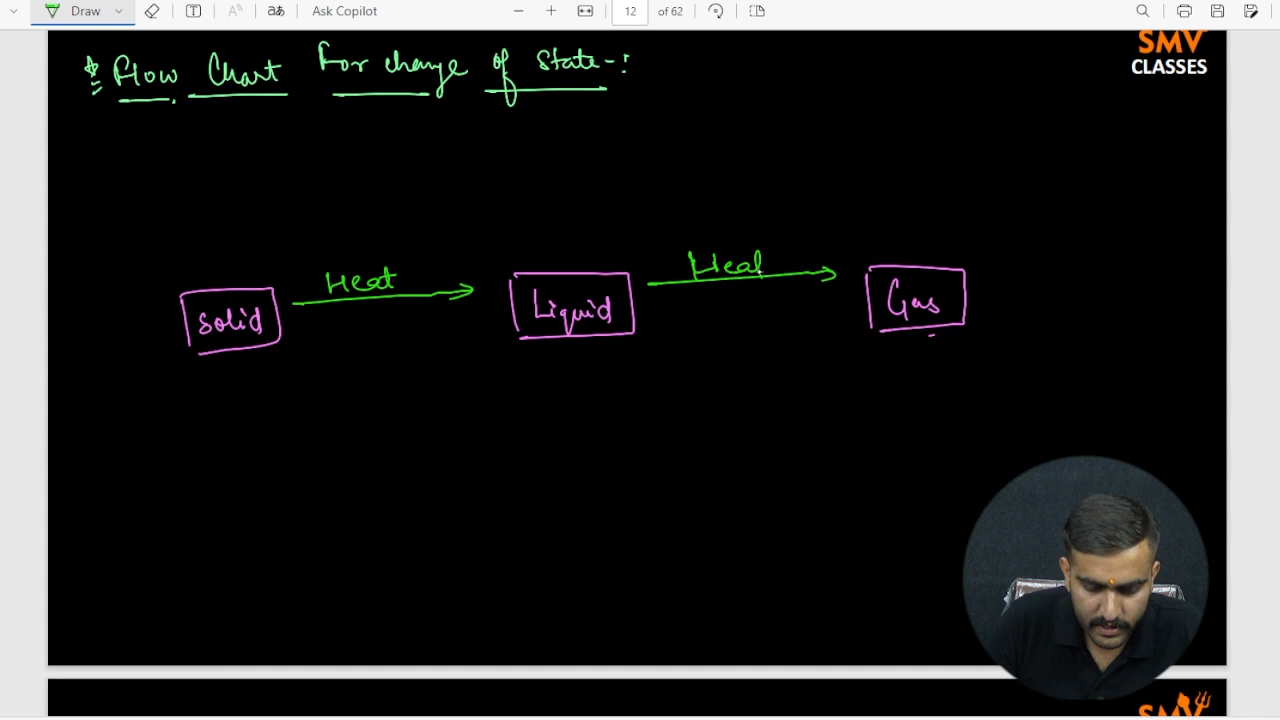 Draw
Ask Copilot
12 of 62
SMV
CLASSES
Flow Chart For change of State-:
Heat
Heat
Solid
Liquid
Gas
SMV